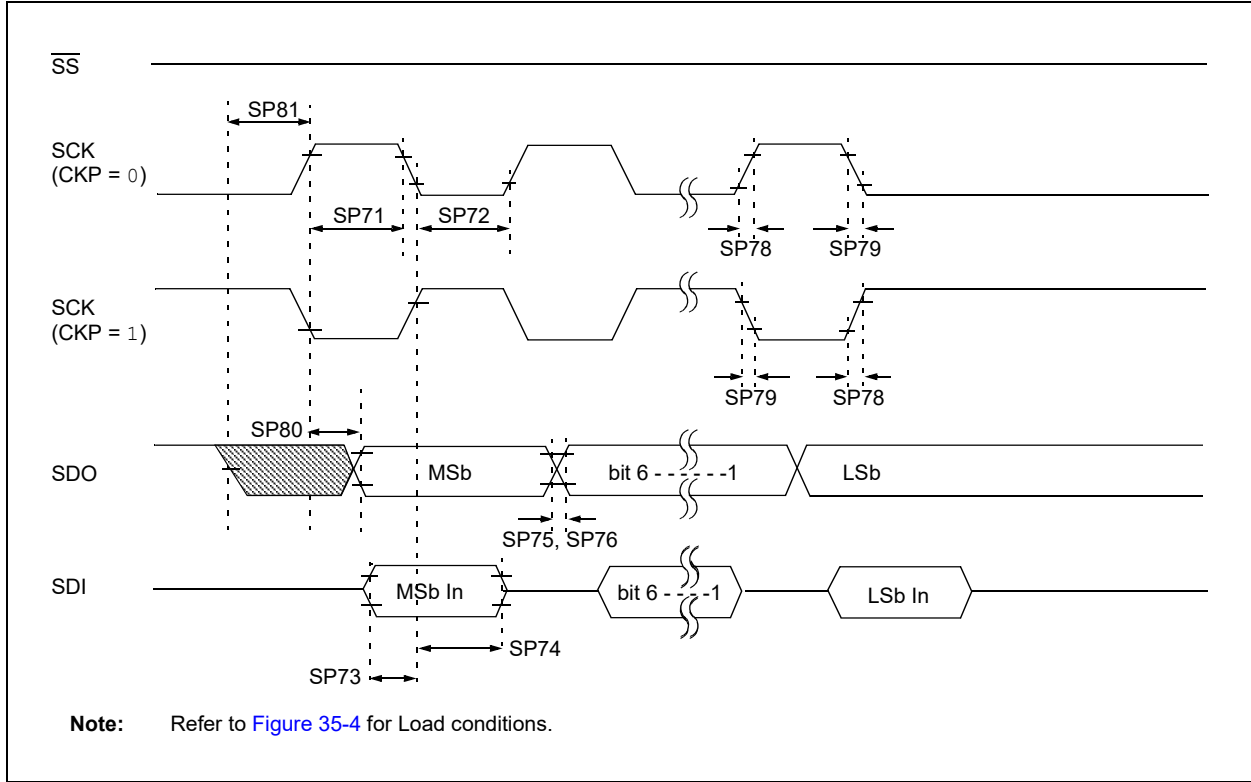 SS
SP81
SCK
(CKP = 0)
SP71
SP72
SP78
SP79
SCK
(CKP = 1)
SP79
SP78
SP80
SDO
MSb
bit 6 - - - - - - -1
LSb
SP75, SP76
SDI
MSb In
bit 6 - - - - -1
LSb In
SP74
SP73
Note: Refer to Figure 35-4 for Load conditions.